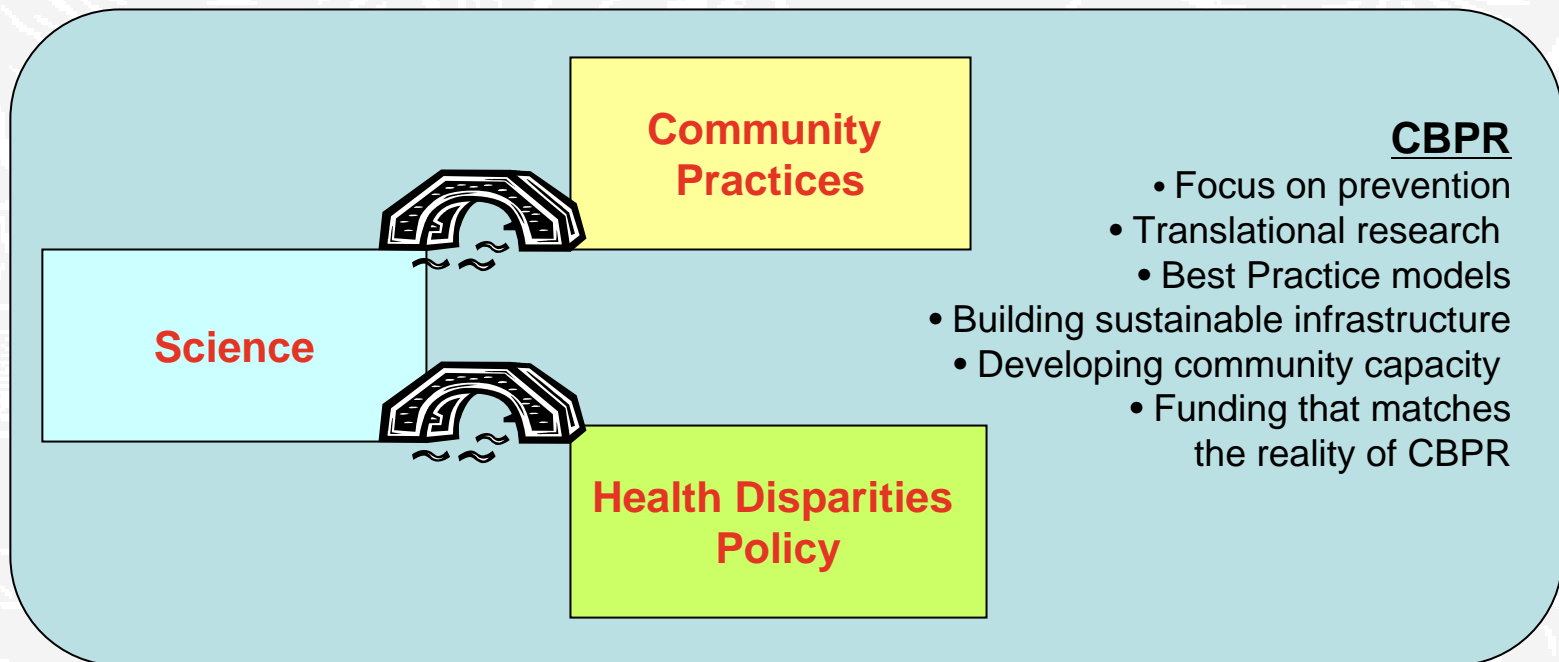 Community
Practices
Science
Health Disparities
Policy
CBPR
• Focus on prevention
• Translational research
• Best Practice models
• Building sustainable infrastructure
• Developing community capacity
• Funding that matches
the reality of CBPR